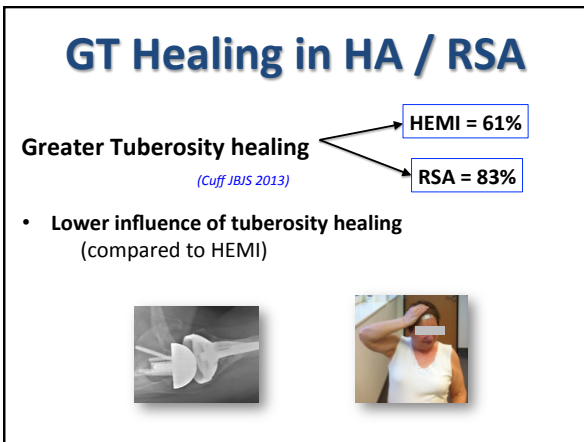 GT Healing in HA / RSA
HEMI = 61%
Greater Tuberosity healing
(Cuff JBJS 2013)
RSA = 83%
• Lower influence of tuberosity healing
(compared to HEMI)